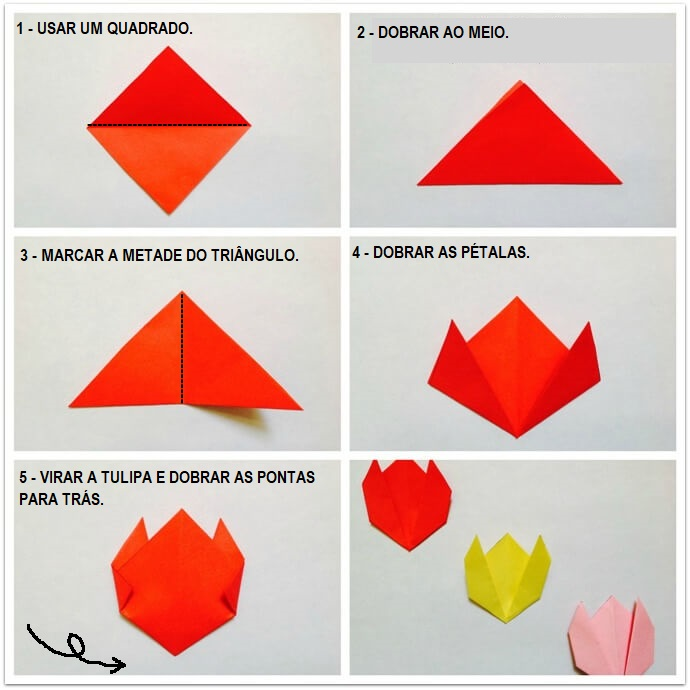 1 - USAR UM QUADRADO.
2 - DOBRAR AO MEIO.
3 - MARCAR A METADE DO TRIÂNGULO.
4 - DOBRAR AS PÉTALAS.
5 - VIRAR A TULIPA E DOBRAR AS PONTAS
PARA TRÁS.